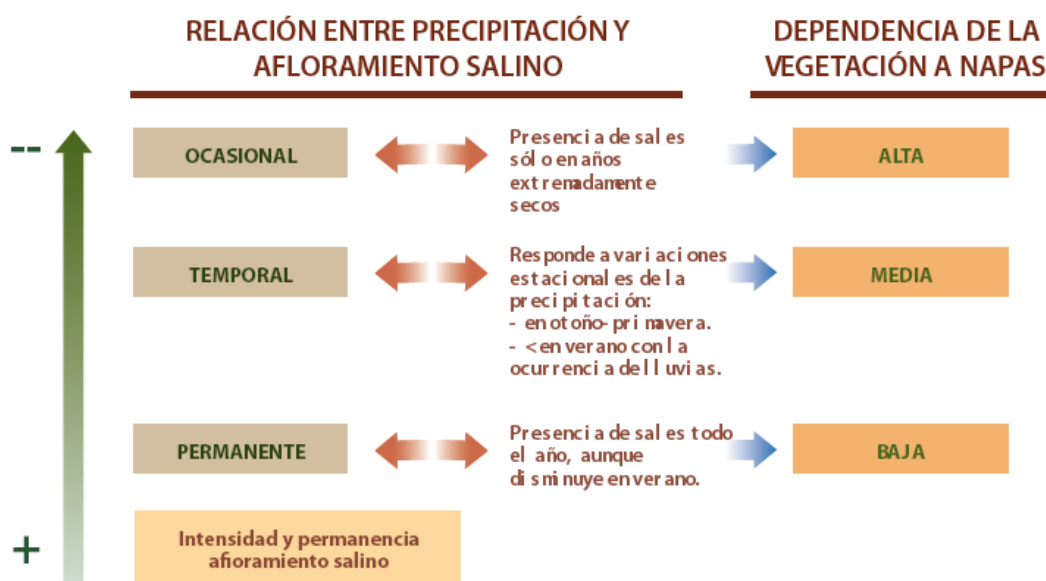 RELACIÓN ENTRE PRECIPITACIÓN Y
AFLORAMIENTO SALINO
DEPENDENCIA DE LA
VEGETACIÓN A NAPAS
--
OCASIONAL
Presencia de sales
sólo en años
extremadamente
secos
ALTA
TEMPORAL
Responde a variaciones
estacionales de la
precipitación:
- en otoño-primavera.
- < en verano con la
ocurrencia de lluvias.
MEDIA
PERMANENTE
Presencia de sales todo
el año, aunque
disminuye en verano.
BAJA
+
Intensidad y permanencia
afioramiento salino